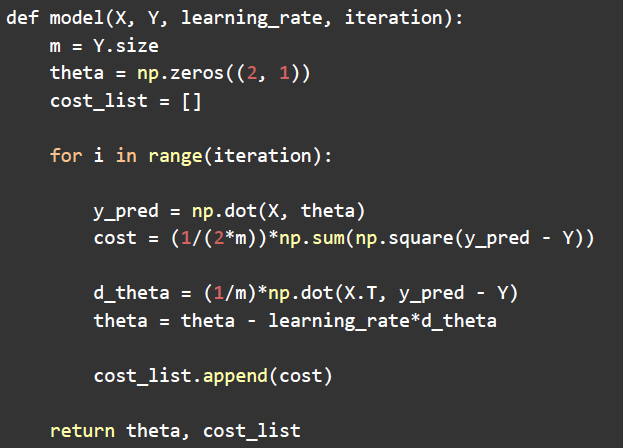 def model(X, Y, learning_rate, iteration):
    m = Y.size
    theta = np.zeros((2, 1))
    cost_list = []
    for i in range(iteration):
        y_pred = np.dot(X, theta)
        cost = (1/(2*m))*np.sum(np.square(y_pred - Y))
        d_theta = (1/m)*np.dot(X.T, y_pred - Y)
        theta = theta - learning_rate*d_theta
        cost_list.append(cost)
    return theta, cost_list